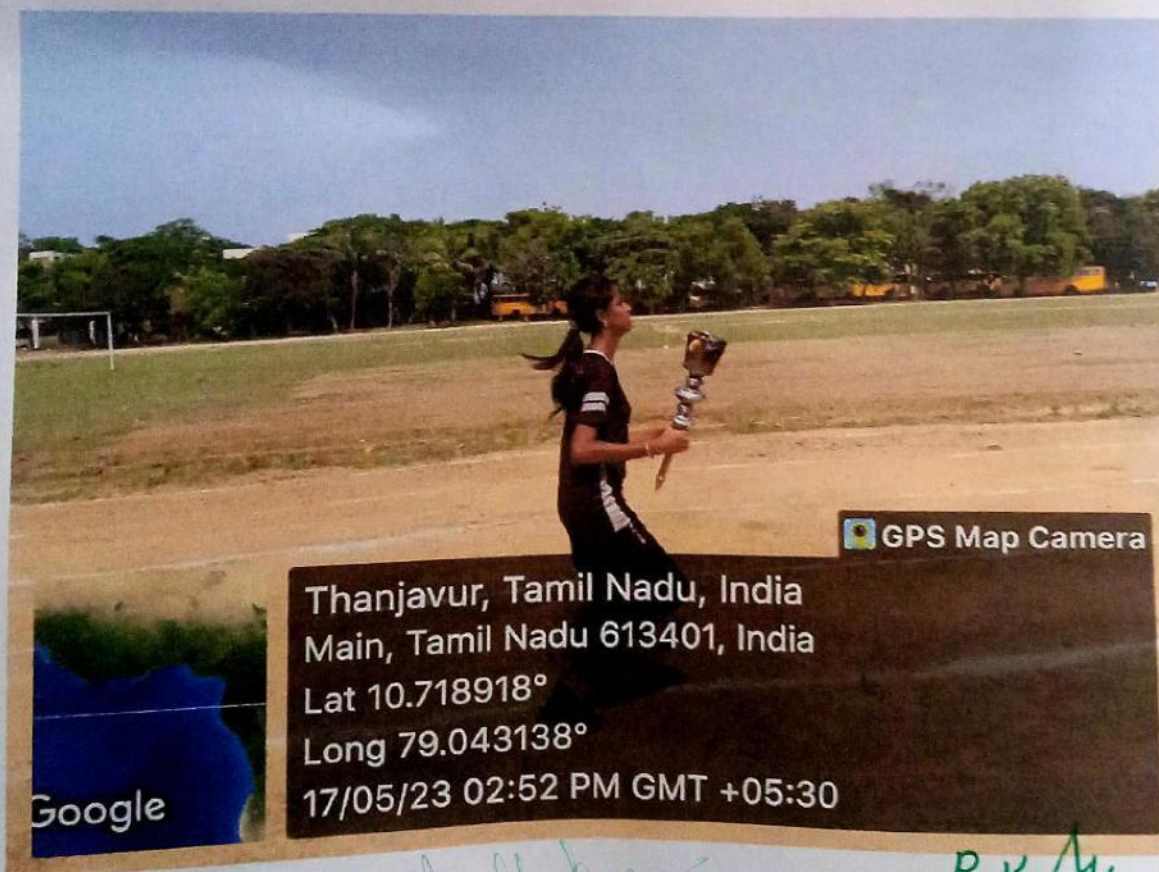 GPS Map Camera
Thanjavur, Tamil Nadu, India
Main, Tamil Nadu 613401, India
Lat 10.718918°
Long 79.043138°
17/05/23 02:52 PM GMT +05:30
Google